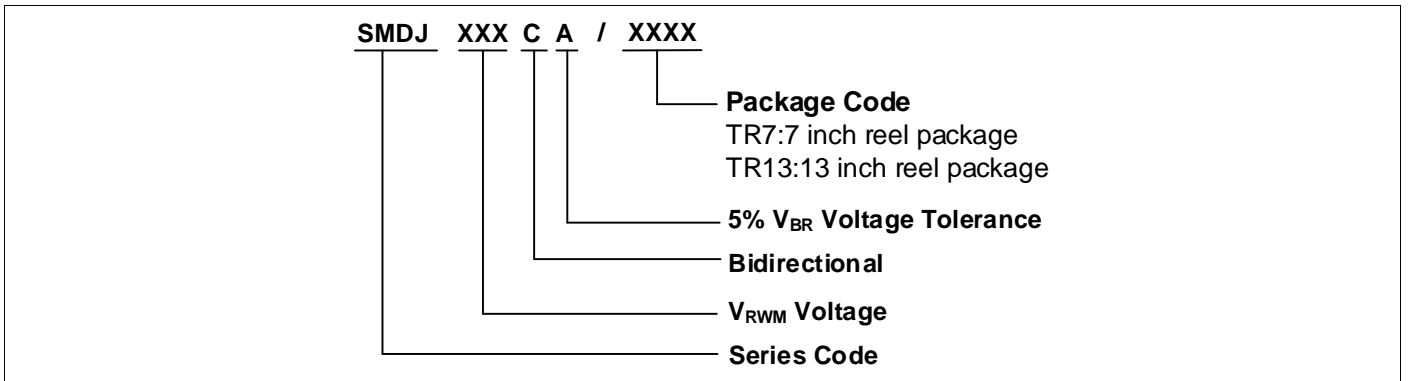 SMDJ XXX C A / XXXX
Package Code
TR7:7 inch reel package
TR13:13 inch reel package
5% VBR Voltage Tolerance
Bidirectional
VRWM Voltage
Series Code